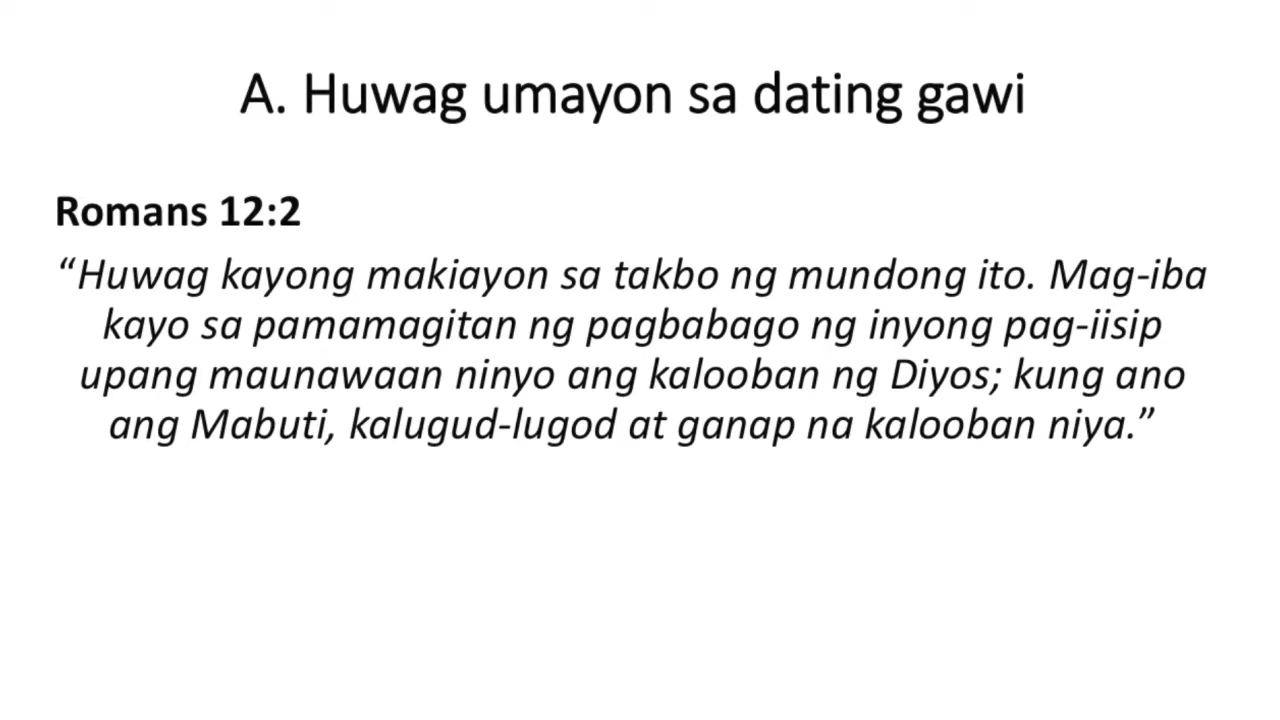 A. Huwag umayon sa dating gawi
Romans 12:2
“Huwag kayong makiayon sa takbo ng mundong ito. Mag-iba
kayo sa pamamagitan ng pagbabago ng inyong pag-iisip
upang maunawaan ninyo ang kalooban ng Diyos; kung ano
ang Mabuti, kalugud-lugod at ganap na kalooban niya.”